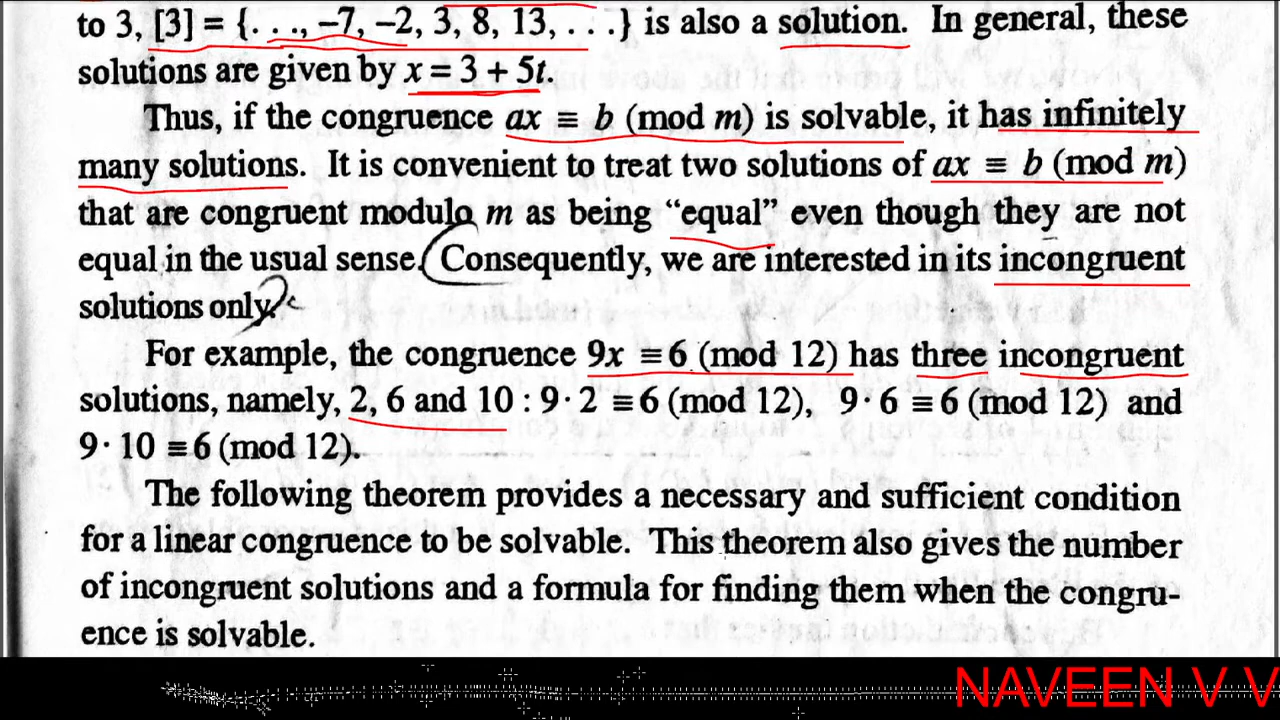 to 3, [3] = {. . ., −7, −2, 3, 8, 13, . . .} is also a solution. In general, these
solutions are given by x = 3 + 5t.
Thus, if the congruence ax ≡ b (mod m) is solvable, it has infinitely
many solutions. It is convenient to treat two solutions of ax ≡ b (mod m)
that are congruent modulo m as being “equal” even though they are not
equal in the usual sense. Consequently, we are interested in its incongruent
solutions only.
For example, the congruence 9x ≡ 6 (mod 12) has three incongruent
solutions, namely, 2, 6 and 10 : 9· 2 ≡ 6 (mod 12), 9· 6 ≡ 6 (mod 12) and
9· 10 ≡ 6 (mod 12).
The following theorem provides a necessary and sufficient condition
for a linear congruence to be solvable. This theorem also gives the number
of incongruent solutions and a formula for finding them when the congru-
ence is solvable.
NAVEEN V V